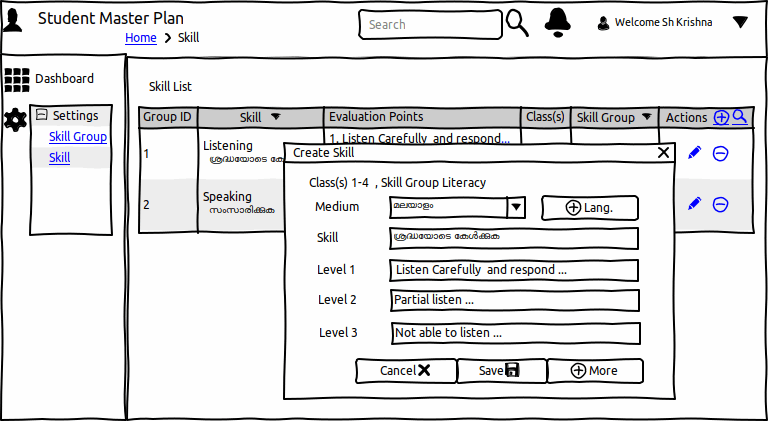 Student Master Plan
Home > Skill
Search
Welcome Sh Krishna
Dashboard
Settings
Skill Group
Skill
Skill List
Group ID Skill Evaluation Points Class(s) Skill Group Actions
1 Listening 1. Listen Carefully and respond...
ശ്രദ്ധയോടെ കേ
2 Speaking
സംസാരിക്കുക
Create Skill
Class(s) 1-4 , Skill Group Literacy
Medium മലയാളം Lang.
Skill ശ്രദ്ധയോടെ കേൾക്കുക
Level 1 Listen Carefully and respond ...
Level 2 Partial listen ...
Level 3 Not able to listen ...
Cancel Save More